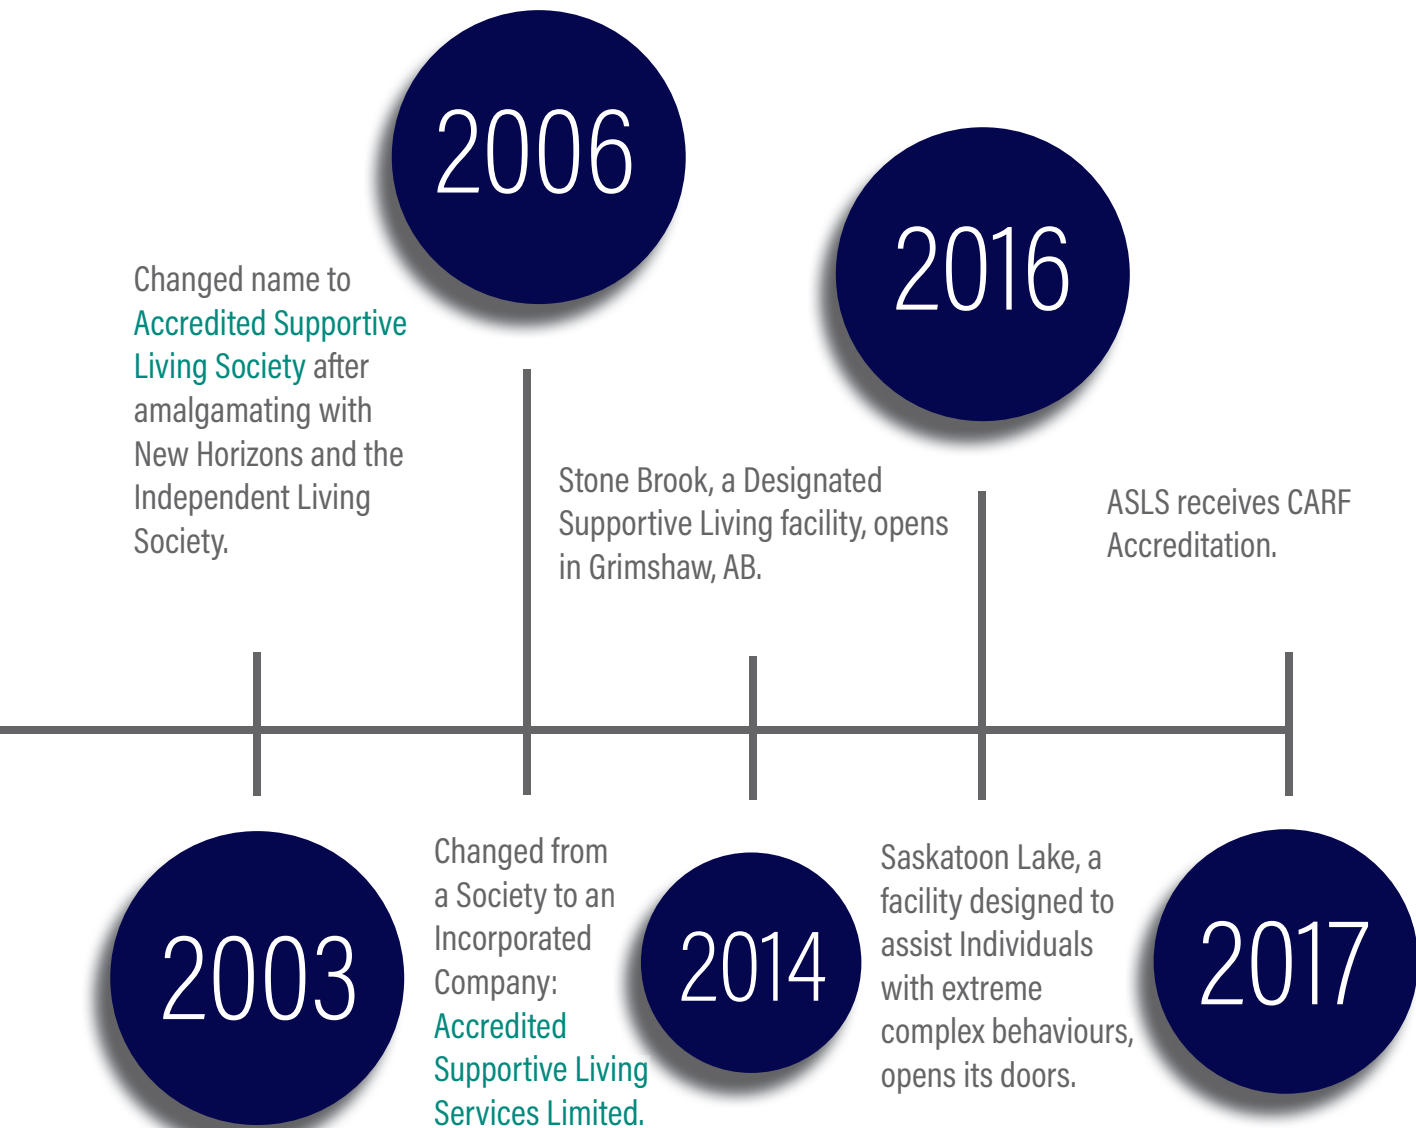 2003
Changed name to
Accredited Supportive
Living Society after
amalgamating with
New Horizons and the
Independent Living
Society.
2006
Changed from
a Society to an
Incorporated
Company:
Accredited
Supportive Living
Services Limited.
2014
Stone Brook, a Designated
Supportive Living facility, opens
in Grimshaw, AB.
2016
Saskatoon Lake, a
facility designed to
assist Individuals
with extreme
complex behaviours,
opens its doors.
2017
ASLS receives CARF
Accreditation.